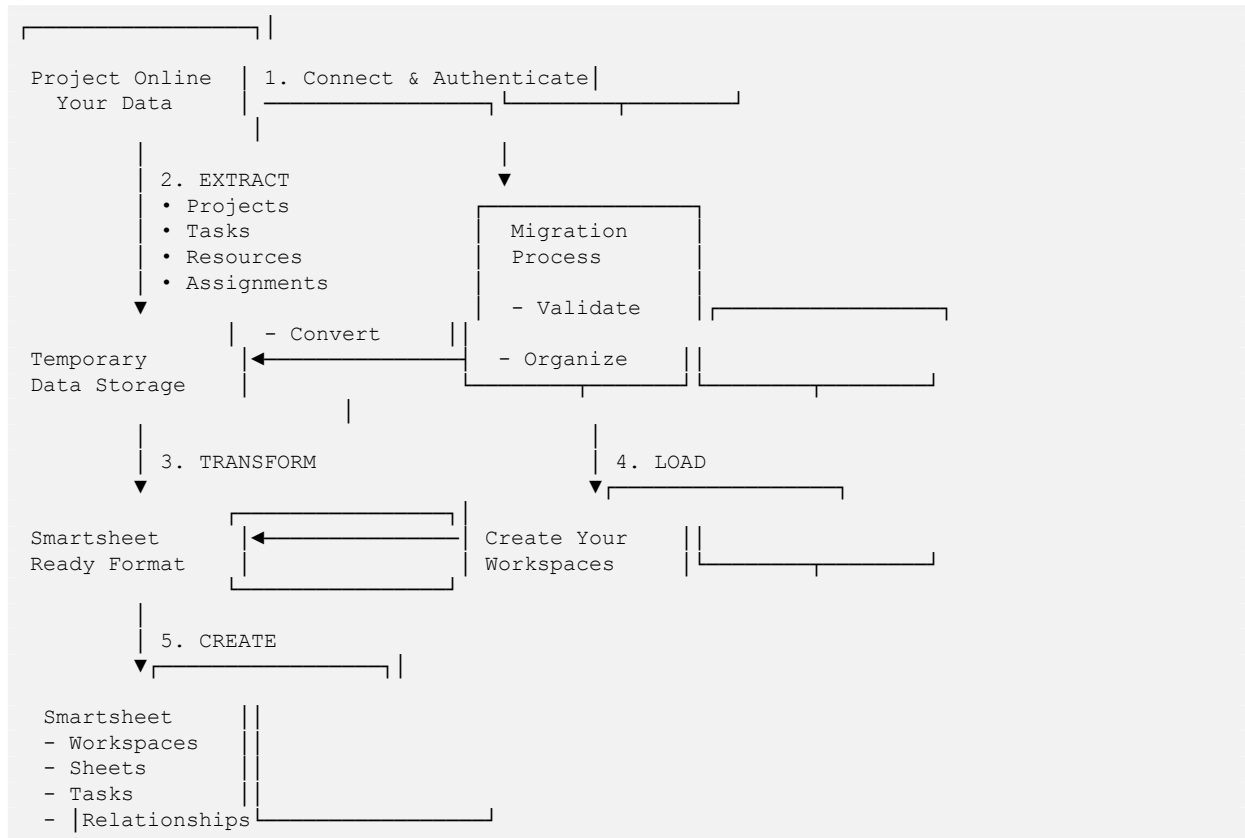 Project Online 1. Connect & Authenticate
Your Data
2. EXTRACT
• Projects
• Tasks Migration
• Resources Process
• Assignments
- Validate
- Convert
Temporary - Organize
Data Storage
3. TRANSFORM 4. LOAD
Smartsheet Create Your
Ready Format Workspaces
5. CREATE
Smartsheet
- Workspaces
- Sheets
- Tasks
- Relationships